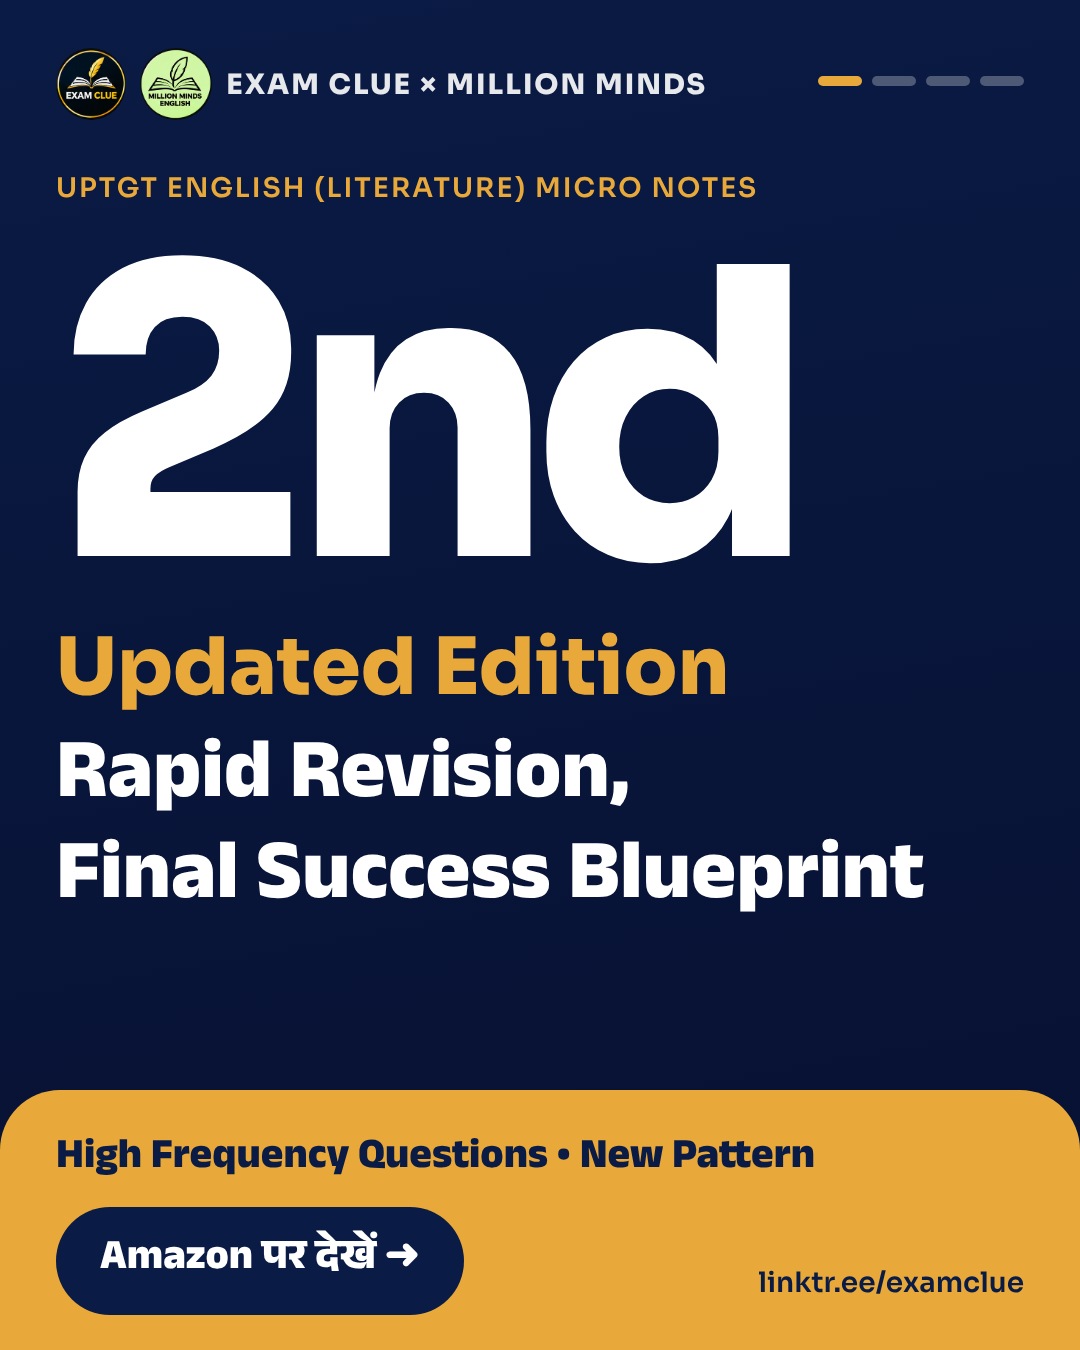 EXAM CLUE
MILLION MINDS
ENGLISH
EXAM CLUE × MILLION MINDS
UPTGT ENGLISH (LITERATURE) MICRO NOTES
2nd
Updated Edition
Rapid Revision,
Final Success Blueprint
High Frequency Questions • New Pattern
Amazon पर देखें ➜
linktr.ee/examclue